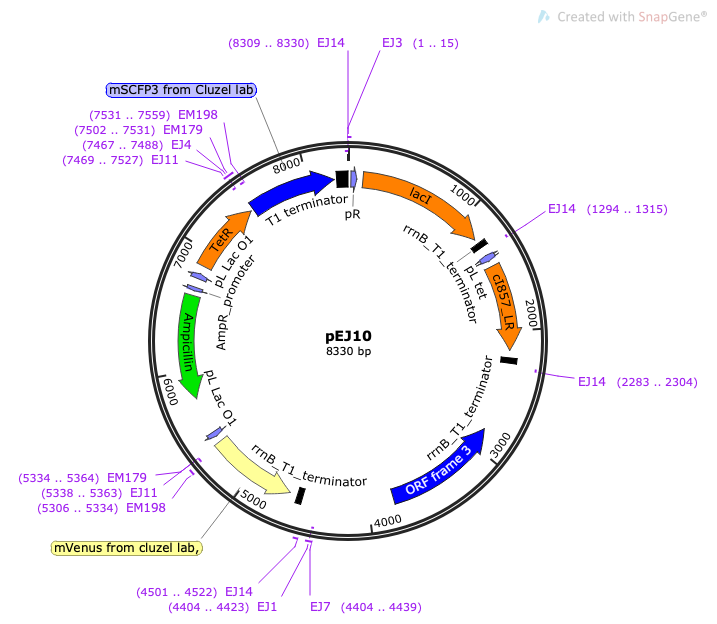 Created with SnapGene®
(8309 .. 8330) EJ14
EJ3 (1 .. 15)
mSCFP3 from Cluzel lab
(7531 .. 7559) EM198
(7502 .. 7531) EM179
(7467 .. 7488) EJ4
(7469 .. 7527) EJ11
8000
T1 terminator
pR
lacI
1000
EJ14 (1294 .. 1315)
rrnB_T1_terminator
pL tet
cI857_LR
2000
TetR
7000
pL Lac O1
AmpR_promoter
pEJ10
8330 bp
Ampicillin
6000
pL Lac O1
EJ14 (2283 .. 2304)
rrnB_T1_terminator
3000
ORF frame 3
4000
rrnB_T1_terminator
5000
(5334 .. 5364) EM179
(5338 .. 5363) EJ11
(5306 .. 5334) EM198
mVenus from cluzel lab,
(4501 .. 4522) EJ14
(4404 .. 4423) EJ1
EJ7 (4404 .. 4439)